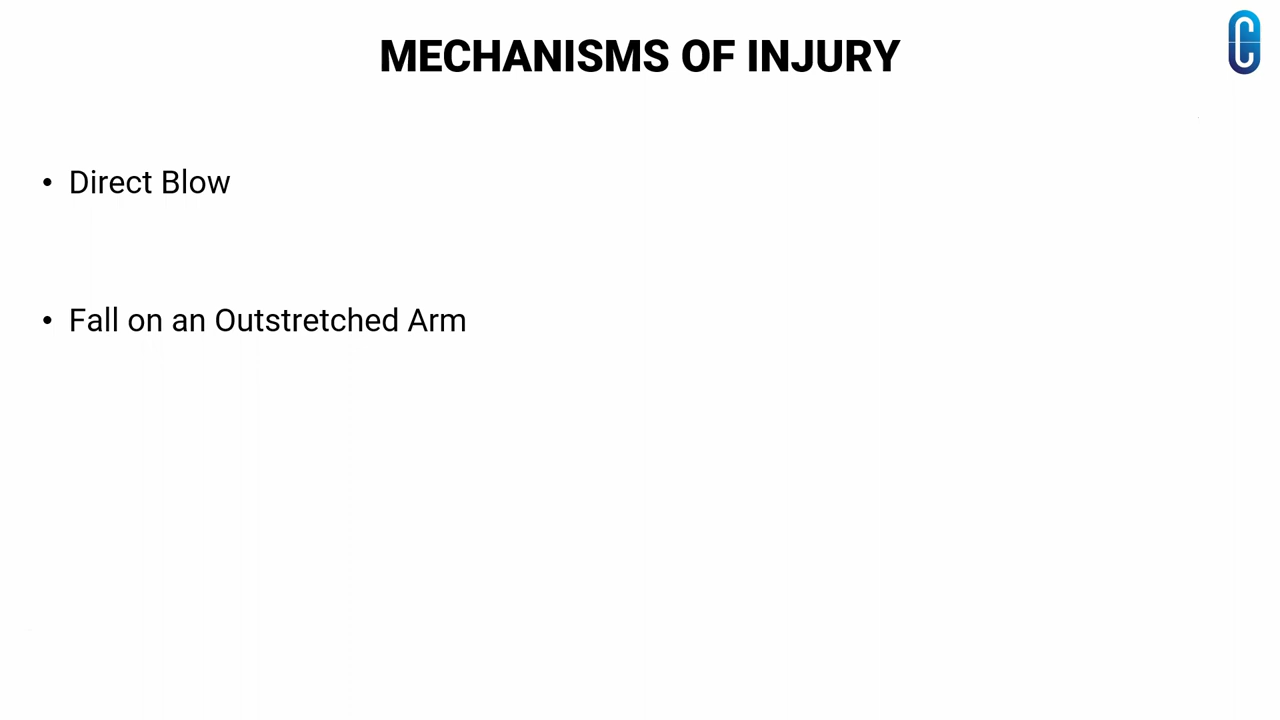 MECHANISMS OF INJURY
• Direct Blow
• Fall on an Outstretched Arm